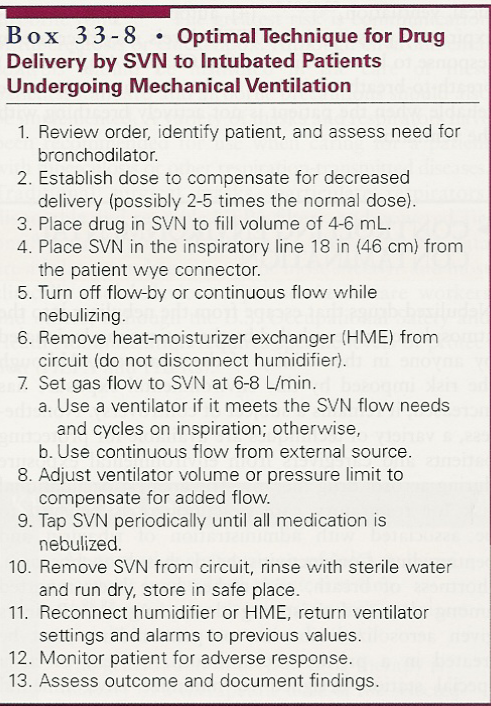 Box 33-8 • Optimal Technique for Drug
Delivery by SVN to Intubated Patients
Undergoing Mechanical Ventilation
1. Review order, identify patient, and assess need for
bronchodilator.
2. Establish dose to compensate for decreased
delivery (possibly 2-5 times the normal dose).
3. Place drug in SVN to fill volume of 4-6 mL.
4. Place SVN in the inspiratory line 18 in (46 cm) from
the patient wye connector.
5. Turn off flow-by or continuous flow while
nebulizing.
6. Remove heat-moisturizer exchanger (HME) from
circuit (do not disconnect humidifier).
7. Set gas flow to SVN at 6-8 L/min.
a. Use a ventilator if it meets the SVN flow needs
and cycles on inspiration; otherwise,
b. Use continuous flow from external source.
8. Adjust ventilator volume or pressure limit to
compensate for added flow.
9. Tap SVN periodically until all medication is
nebulized.
10. Remove SVN from circuit, rinse with sterile water
and run dry, store in safe place.
11. Reconnect humidifier or HME, return ventilator
settings and alarms to previous values.
12. Monitor patient for adverse response.
13. Assess outcome and document findings.